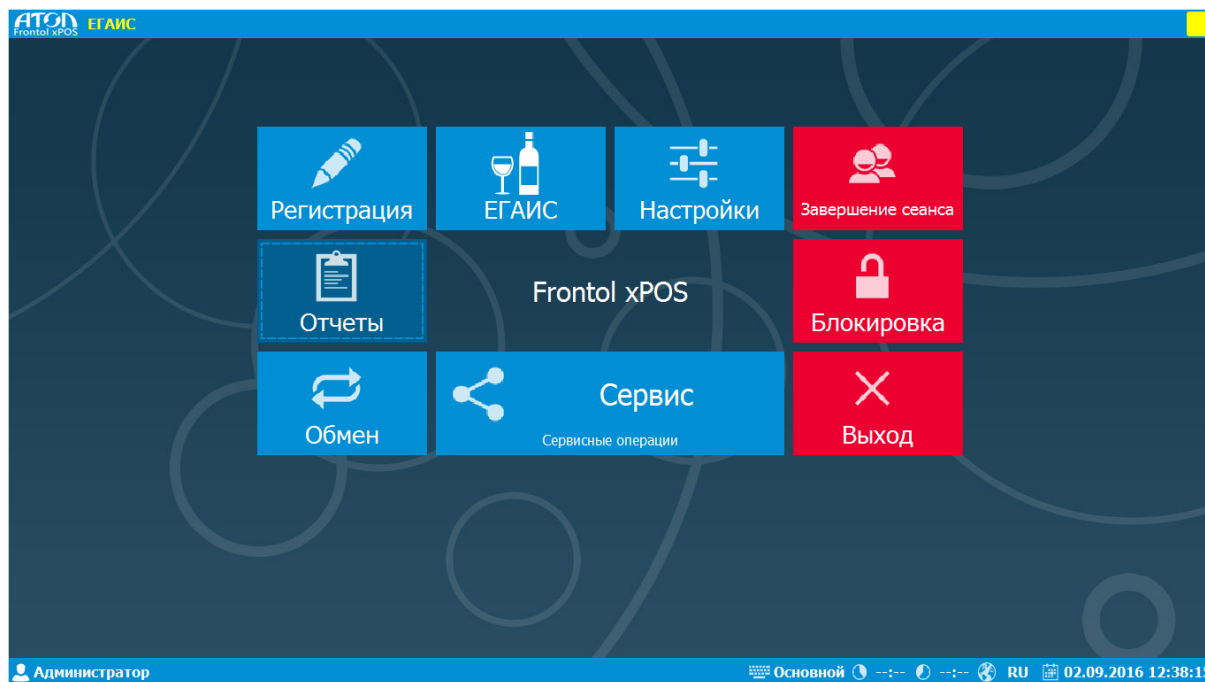 АТОЛ ЕГАИС
Frontol xPOS
Регистрация ЕГАИС Настройки Завершение сеанса
Отчеты Frontol xPOS Блокировка
Обмен Сервис Выход
Сервисные операции
Администратор Основной --:-- --:-- RU 02.09.2016 12:38:15